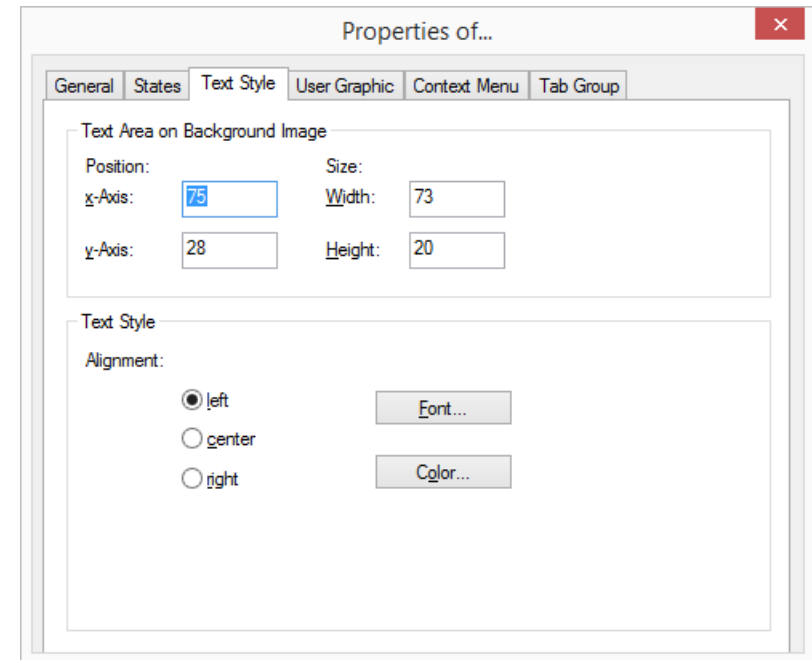 Properties of...
General States Text Style User Graphic Context Menu Tab Group
Text Area on Background Image
Position: Size:
x-Axis: 75 Width: 73
y-Axis: 28 Height: 20
Text Style
Alignment:
left Font...
center
right Color...